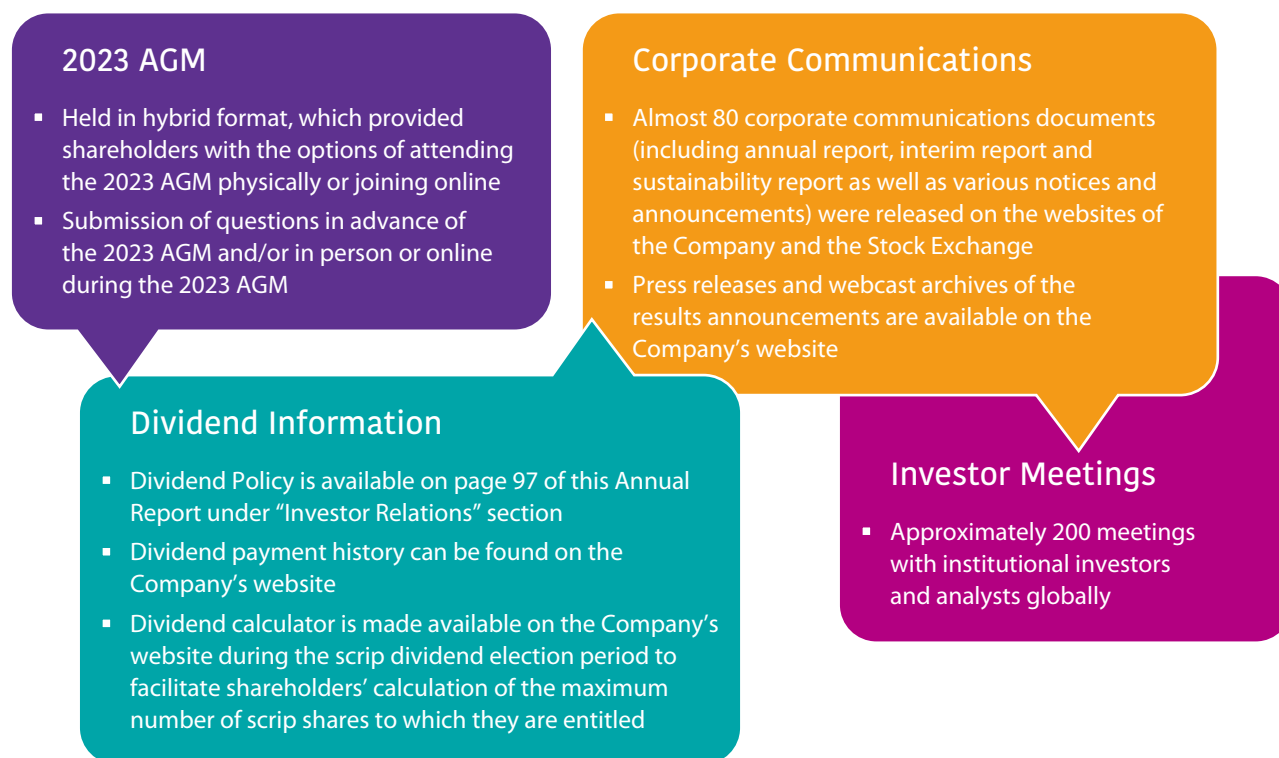 2023 AGM
▪ Held in hybrid format, which provided
shareholders with the options of attending
the 2023 AGM physically or joining online
▪ Submission of questions in advance of
the 2023 AGM and/or in person or online
during the 2023 AGM
Corporate Communications
▪ Almost 80 corporate communications documents
(including annual report, interim report and
sustainability report as well as various notices and
announcements) were released on the websites of
the Company and the Stock Exchange
▪ Press releases and webcast archives of the
results announcements are available on the
Company’s website
Dividend Information
▪ Dividend Policy is available on page 97 of this Annual
Report under “Investor Relations” section
▪ Dividend payment history can be found on the
Company’s website
▪ Dividend calculator is made available on the Company’s
website during the scrip dividend election period to
facilitate shareholders’ calculation of the maximum
number of scrip shares to which they are entitled
Investor Meetings
▪ Approximately 200 meetings
with institutional investors
and analysts globally